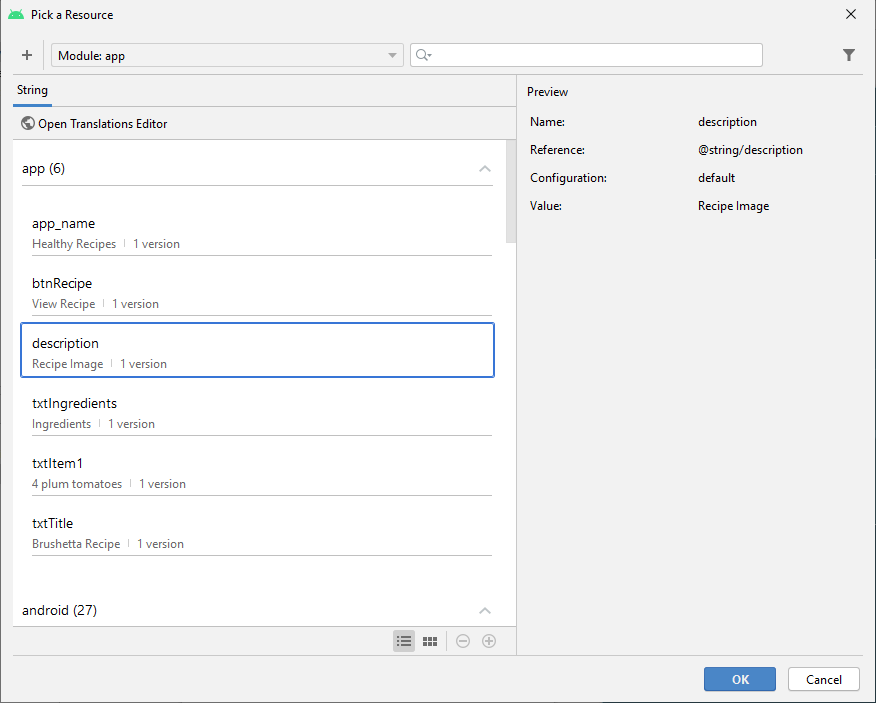 Pick a Resource
Module: app
String
Open Translations Editor
app (6)
app_name
Healthy Recipes | 1 version
btnRecipe
View Recipe | 1 version
description
Recipe Image | 1 version
txtIngredients
Ingredients | 1 version
txtItem1
4 plum tomatoes | 1 version
txtTitle
Brushetta Recipe | 1 version
android (27)
Preview
Name: description
Reference: @string/description
Configuration: default
Value: Recipe Image
OK Cancel